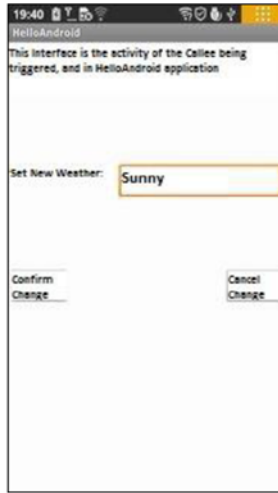 19:40
HelloAndroid
This Interface is the activity of the Callee being
triggered, and in HelloAndroid application
Set New Weather: Sunny
Confirm Cancel
Change Change